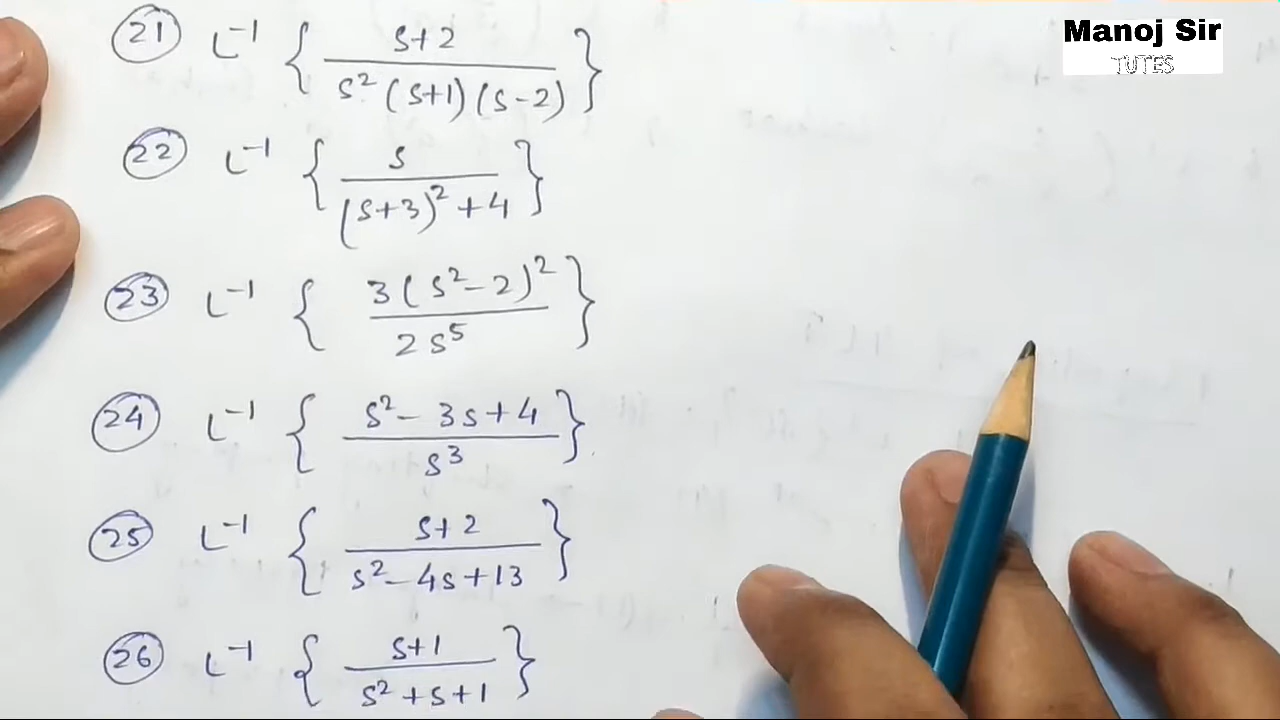 Manoj Sir
TUTES
(21) L⁻¹ { (s+2) / (s²(s+1)(s-2)) }
(22) L⁻¹ { s / ((s+3)²+4) }
(23) L⁻¹ { 3(s²-2)² / (2s⁵) }
(24) L⁻¹ { (s²-3s+4) / s³ }
(25) L⁻¹ { (s+2) / (s²-4s+13) }
(26) L⁻¹ { (s+1) / (s²+s+1) }